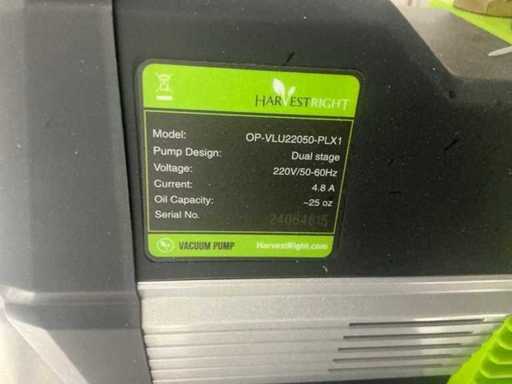 HARVESTRIGHT
Model: OP-VLU22050-PLX1
Pump Design: Dual stage
Voltage: 220V/50-60Hz
Current: 4.8 A
Oil Capacity: ~25 oz
Serial No. 24064615
VACUUM PUMP HarvestRight.com